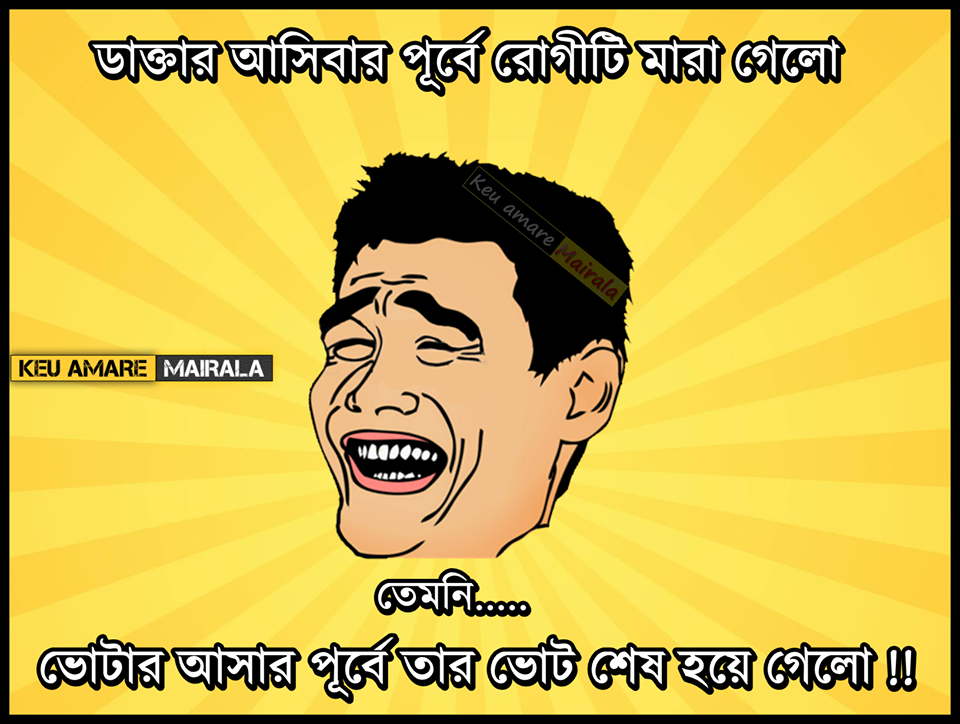 ডাক্তার আসিবার পূর্বে রোগীটি মারা গেলো
Keu amare Mairala
KEU AMARE MAIRALA
তেমনি.....
ভোটার আসার পূর্বে তার ভোট শেষ হয়ে গেলো !!